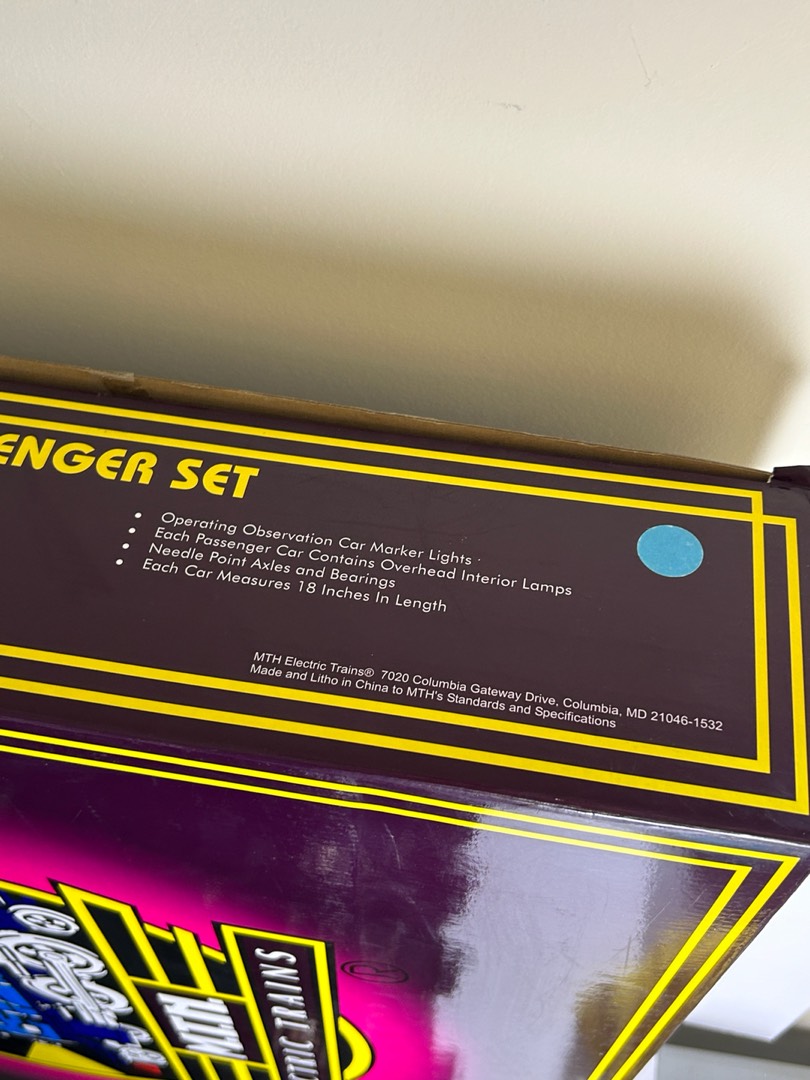 ENGER SET
• Operating Observation Car Marker Lights
• Each Passenger Car Contains Overhead Interior Lamps
• Needle Point Axles and Bearings
• Each Car Measures 18 Inches In Length
MTH Electric Trains® 7020 Columbia Gateway Drive, Columbia, MD 21046-1532
Made and Litho in China to MTH's Standards and Specifications
M.T.H.
TRAINS
®